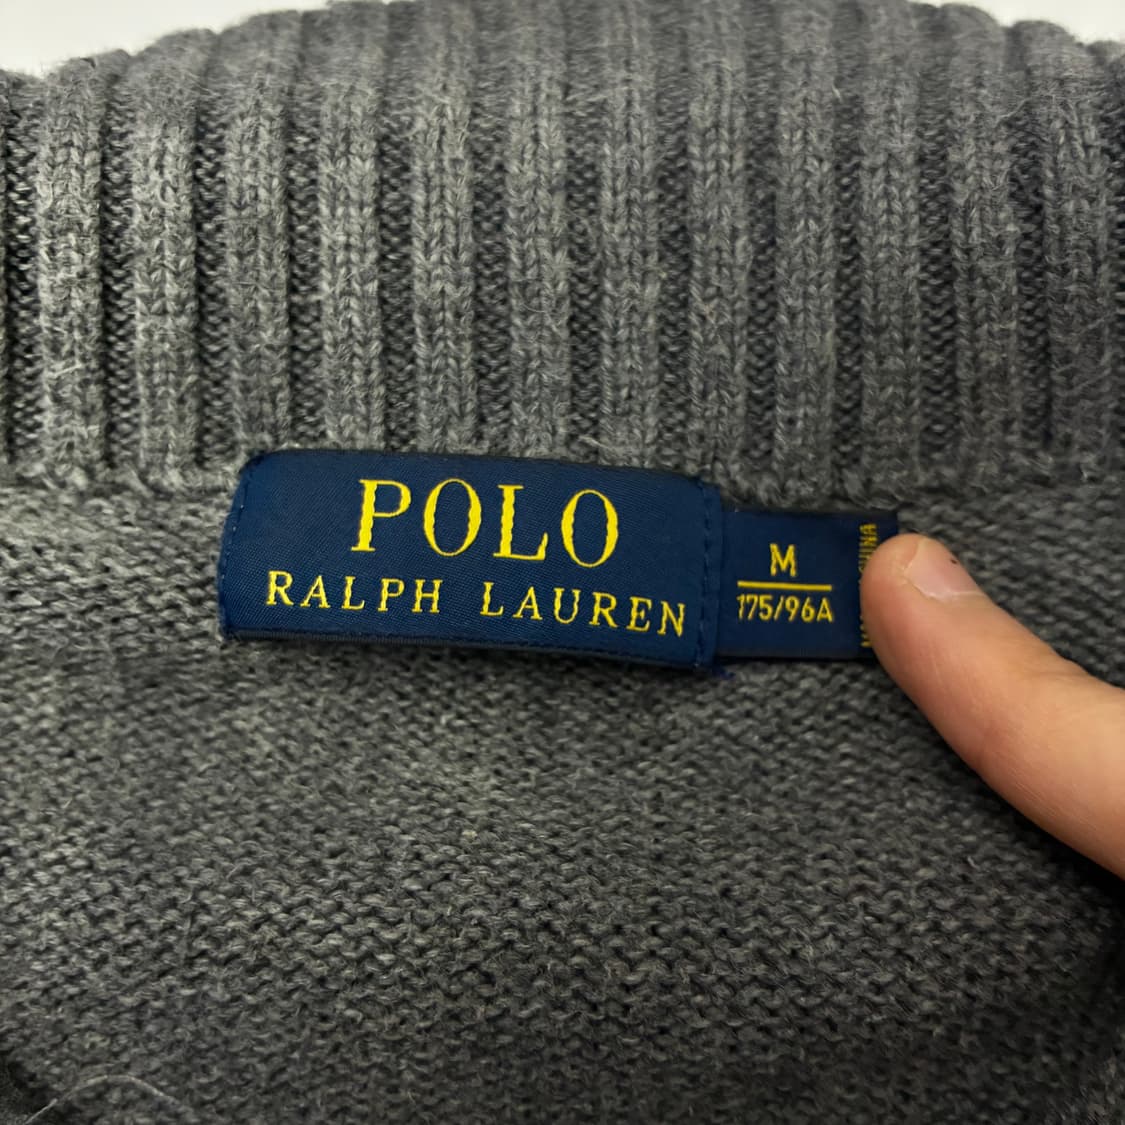 POLO
RALPH LAUREN
M
175/96A